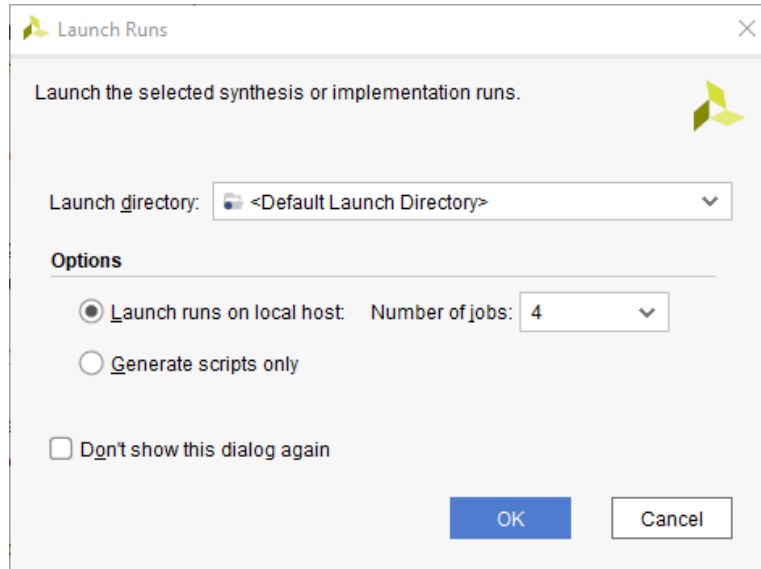 Launch Runs
Launch the selected synthesis or implementation runs.
Launch directory: <Default Launch Directory>
Options
Launch runs on local host: Number of jobs: 4
Generate scripts only
Don't show this dialog again
OK Cancel